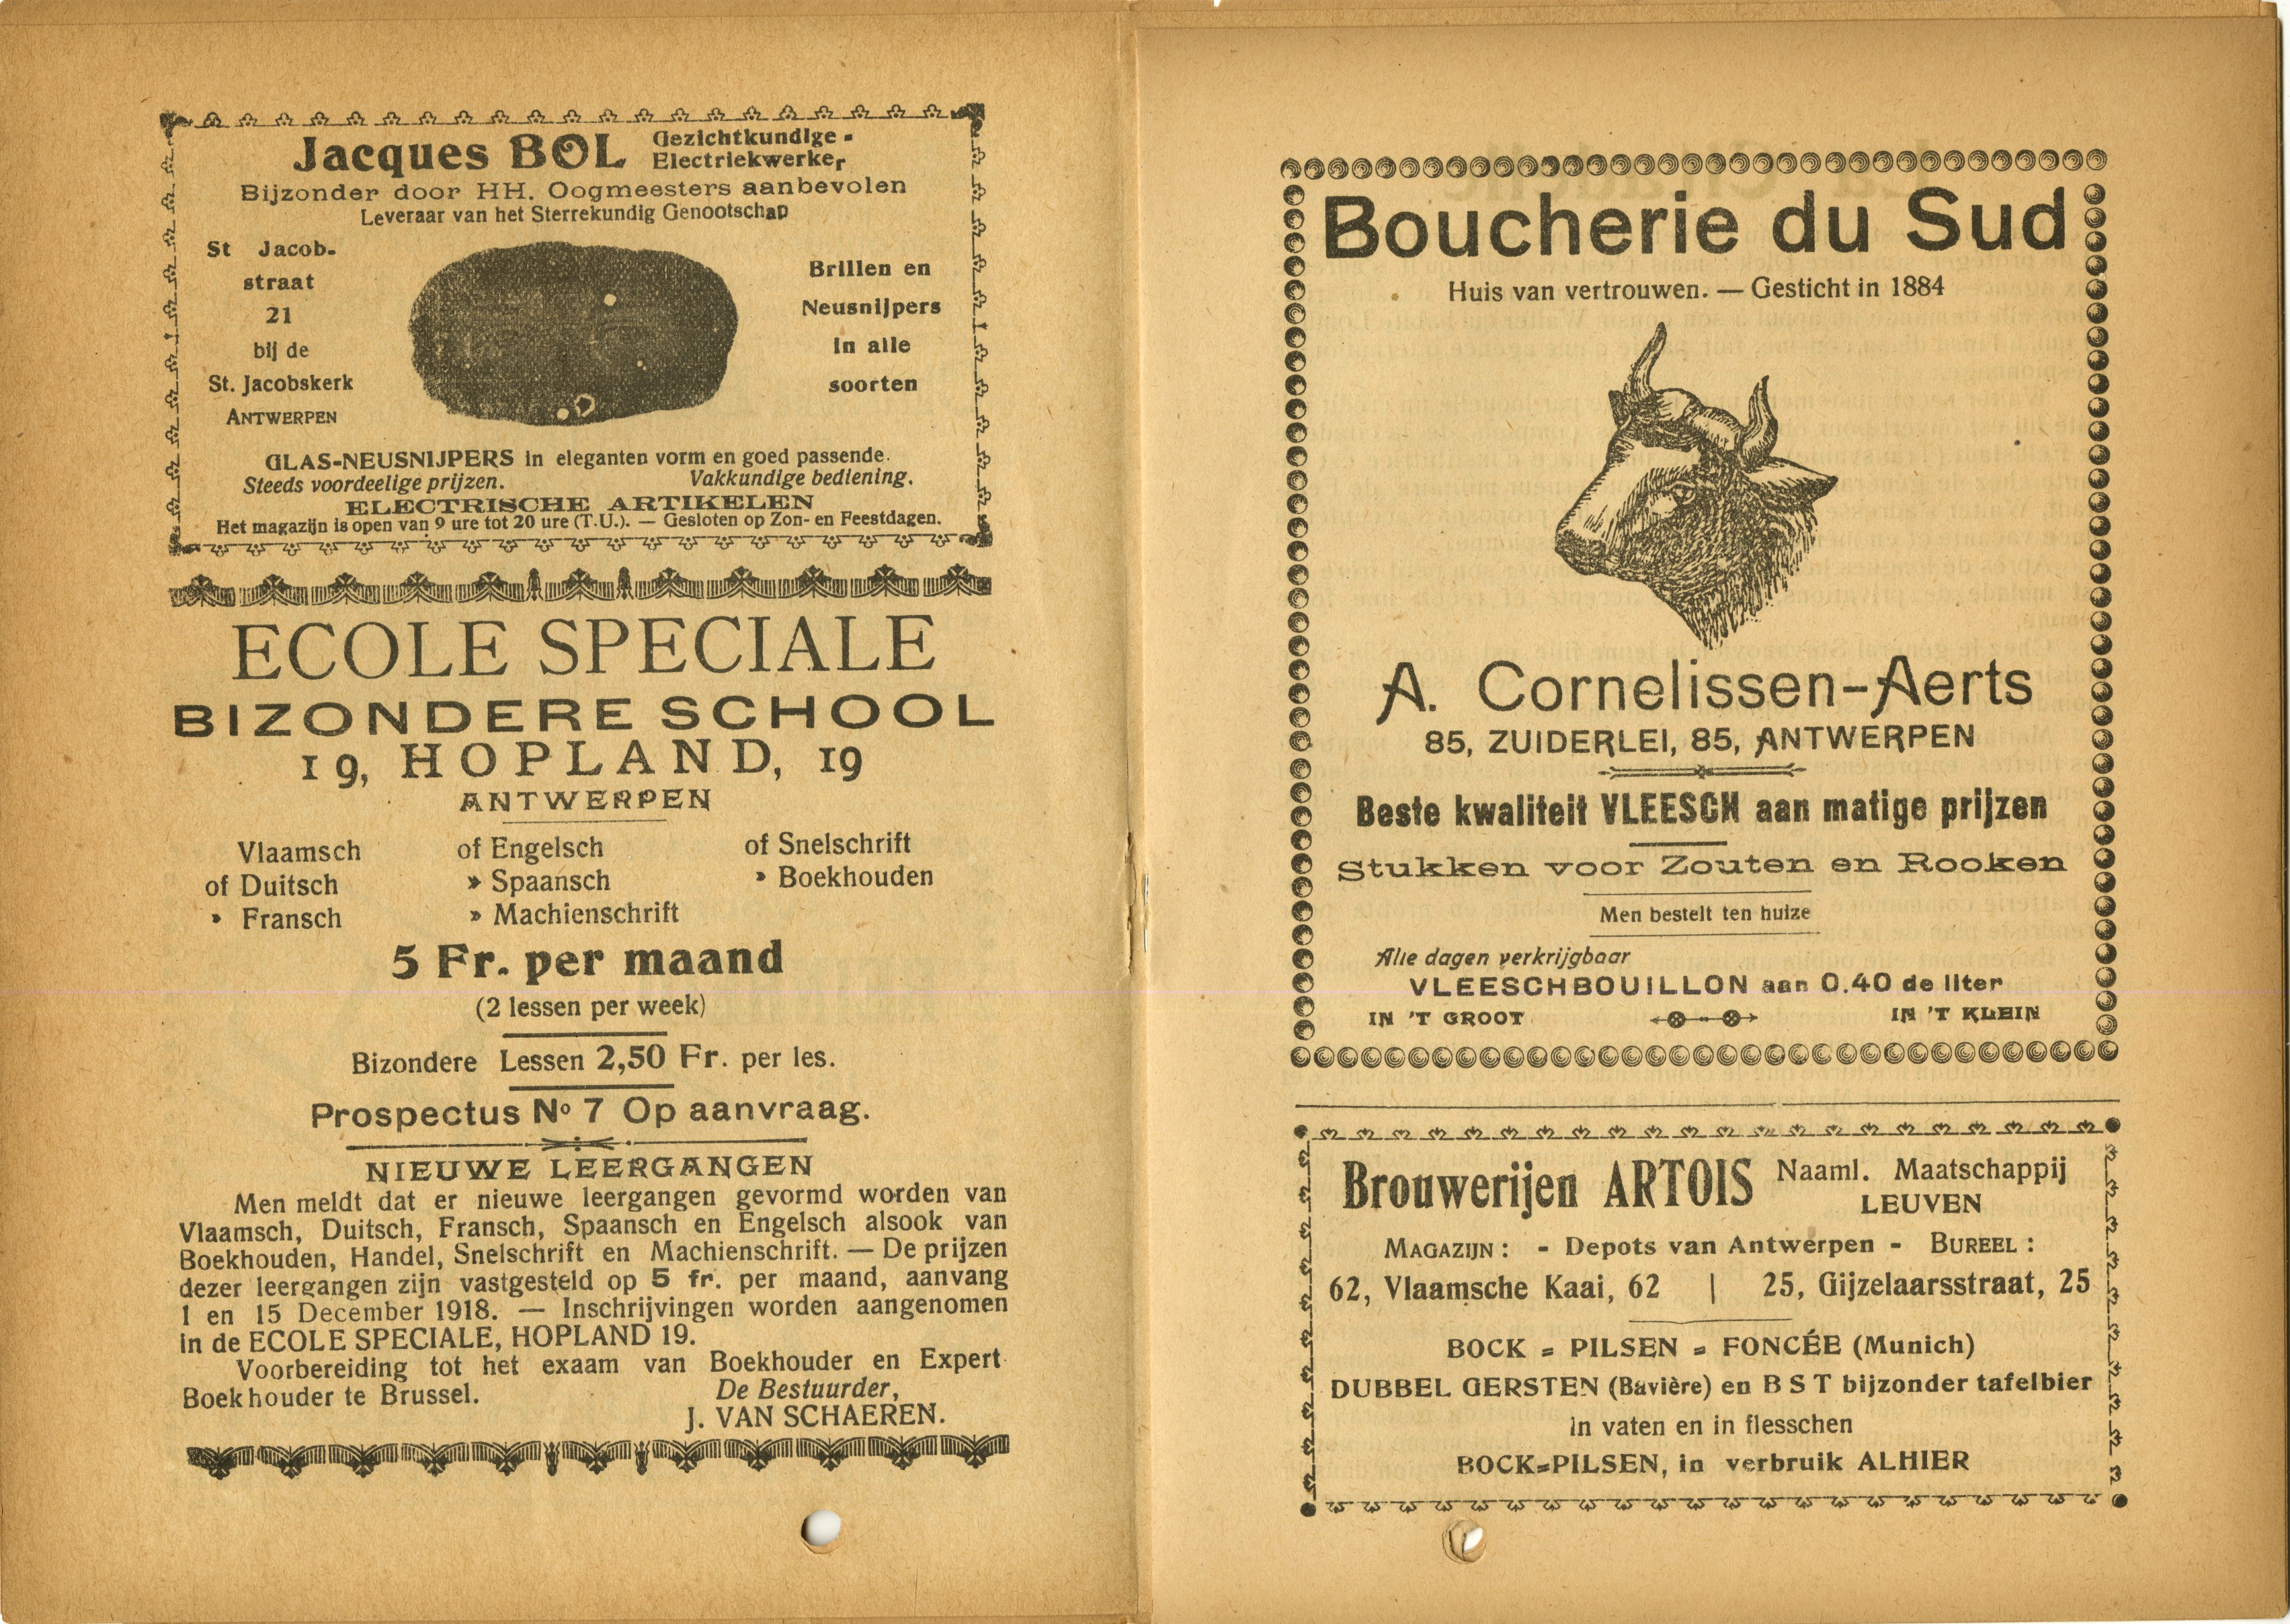 Jacques BOL Gezichtkundige -
Electriekwerker
Bijzonder door HH. Oogmeesters aanbevolen
Leveraar van het Sterrekundig Genootschap
St Jacob-
straat
21
bij de
St. Jacobskerk
ANTWERPEN
Brillen en
Neusnijpers
in alle
soorten
GLAS-NEUSNIJPERS in eleganten vorm en goed passende.
Steeds voordeelige prijzen. Vakkundige bediening.
ELECTRISCHE ARTIKELEN
Het magazijn is open van 9 ure tot 20 ure (T.U.). — Gesloten op Zon- en Feestdagen.
ECOLE SPECIALE
BIZONDERE SCHOOL
19, HOPLAND, 19
ANTWERPEN
Vlaamsch of Engelsch of Snelschrift
of Duitsch » Spaansch » Boekhouden
» Fransch » Machienschrift
5 Fr. per maand
(2 lessen per week)
Bizondere Lessen 2,50 Fr. per les.
Prospectus No 7 Op aanvraag.
NIEUWE LEERGANGEN
Men meldt dat er nieuwe leergangen gevormd worden van
Vlaamsch, Duitsch, Fransch, Spaansch en Engelsch alsook van
Boekhouden, Handel, Snelschrift en Machienschrift. — De prijzen
dezer leergangen zijn vastgesteld op 5 fr. per maand, aanvang
1 en 15 December 1918. — Inschrijvingen worden aangenomen
in de ECOLE SPECIALE, HOPLAND 19.
Voorbereiding tot het exaam van Boekhouder en Expert
Boekhouder te Brussel. De Bestuurder,
J. VAN SCHAEREN.
Boucherie du Sud
Huis van vertrouwen. — Gesticht in 1884
A. Cornelissen-Aerts
85, ZUIDERLEI, 85, ANTWERPEN
Beste kwaliteit VLEESCH aan matige prijzen
Stukken voor Zouten en Rooken
Men bestelt ten huize
Alle dagen verkrijgbaar
VLEESCHBOUILLON aan 0.40 de liter
IN 'T GROOT IN 'T KLEIN
Brouwerijen ARTOIS Naaml. Maatschappij
LEUVEN
MAGAZIJN : - Depots van Antwerpen - BUREEL :
62, Vlaamsche Kaai, 62 | 25, Gijzelaarsstraat, 25
BOCK = PILSEN = FONCÉE (Munich)
DUBBEL GERSTEN (Bavière) en B S T bijzonder tafelbier
in vaten en in flesschen
BOCK=PILSEN, in verbruik ALHIER